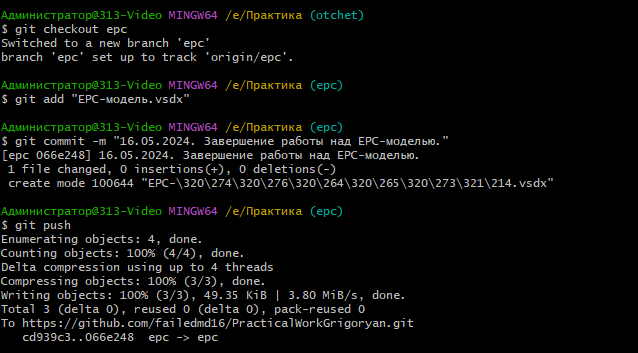 Администратор@313-Video MINGW64 /e/Практика (otchet)
$ git checkout epc
Switched to a new branch 'epc'
branch 'epc' set up to track 'origin/epc'.
Администратор@313-Video MINGW64 /e/Практика (epc)
$ git add "EPC-модель.vsdx"
Администратор@313-Video MINGW64 /e/Практика (epc)
$ git commit -m "16.05.2024. Завершение работы над EPC-моделью."
[epc 066e248] 16.05.2024. Завершение работы над EPC-моделью.
1 file changed, 0 insertions(+), 0 deletions(-)
create mode 100644 "EPC-\320\274\320\276\320\264\320\265\320\273\321\214.vsdx"
Администратор@313-Video MINGW64 /e/Практика (epc)
$ git push
Enumerating objects: 4, done.
Counting objects: 100% (4/4), done.
Delta compression using up to 4 threads
Compressing objects: 100% (3/3), done.
Writing objects: 100% (3/3), 49.35 KiB | 3.80 MiB/s, done.
Total 3 (delta 0), reused 0 (delta 0), pack-reused 0
To https://github.com/failedmd16/PracticalWorkGrigoryan.git
cd939c3..066e248  epc -> epc